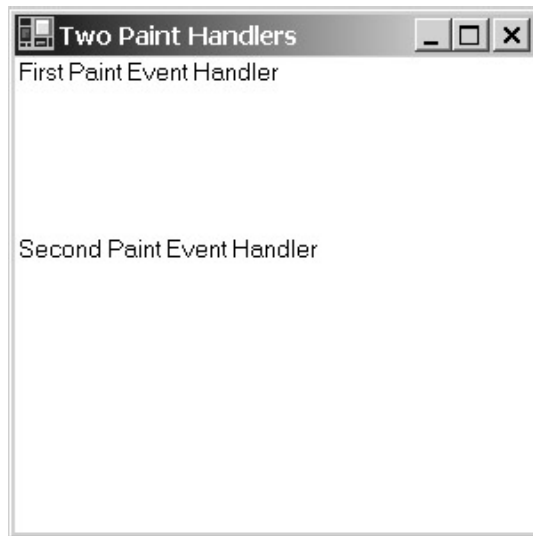 Two Paint Handlers
First Paint Event Handler
Second Paint Event Handler